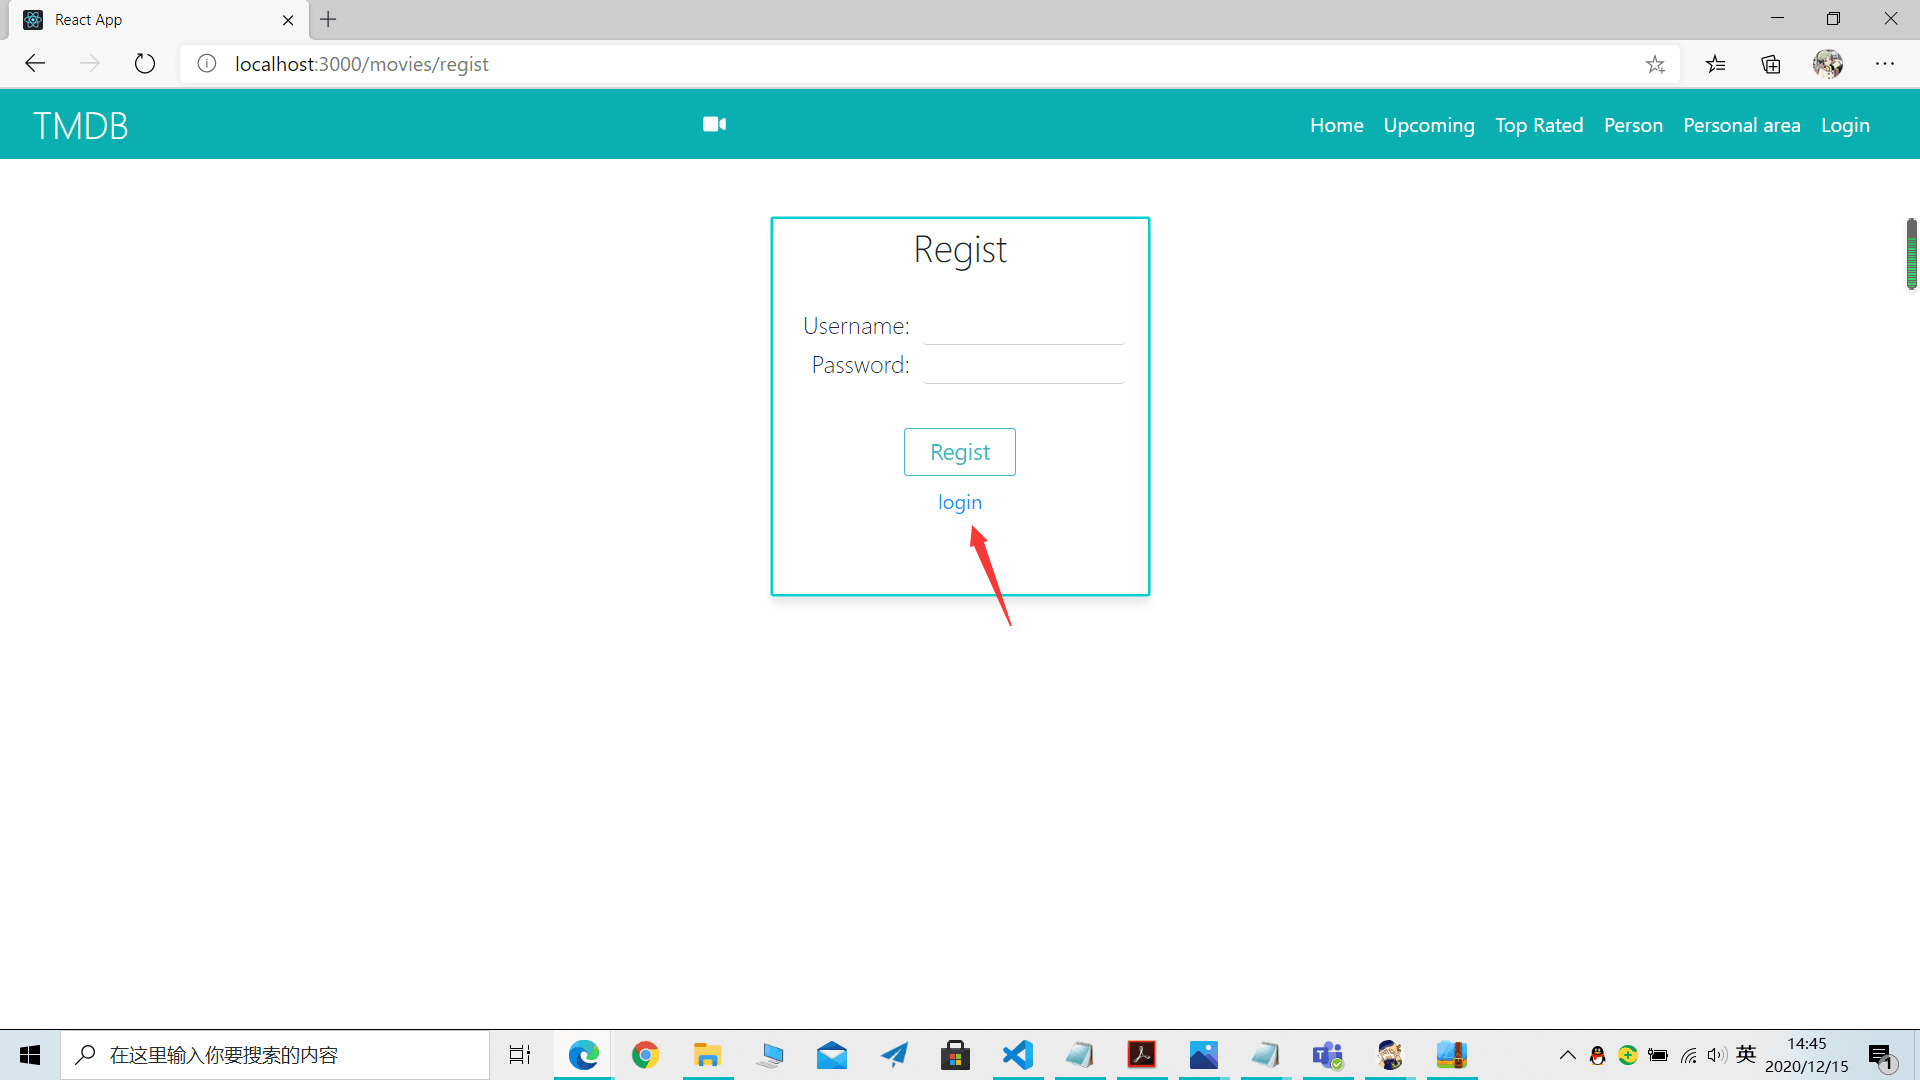 React App
localhost:3000/movies/regist
TMDB
Home Upcoming Top Rated Person Personal area Login
Regist
Username:
Password:
Regist
login
在这里输入你要搜索的内容
英
14:45
2020/12/15
1